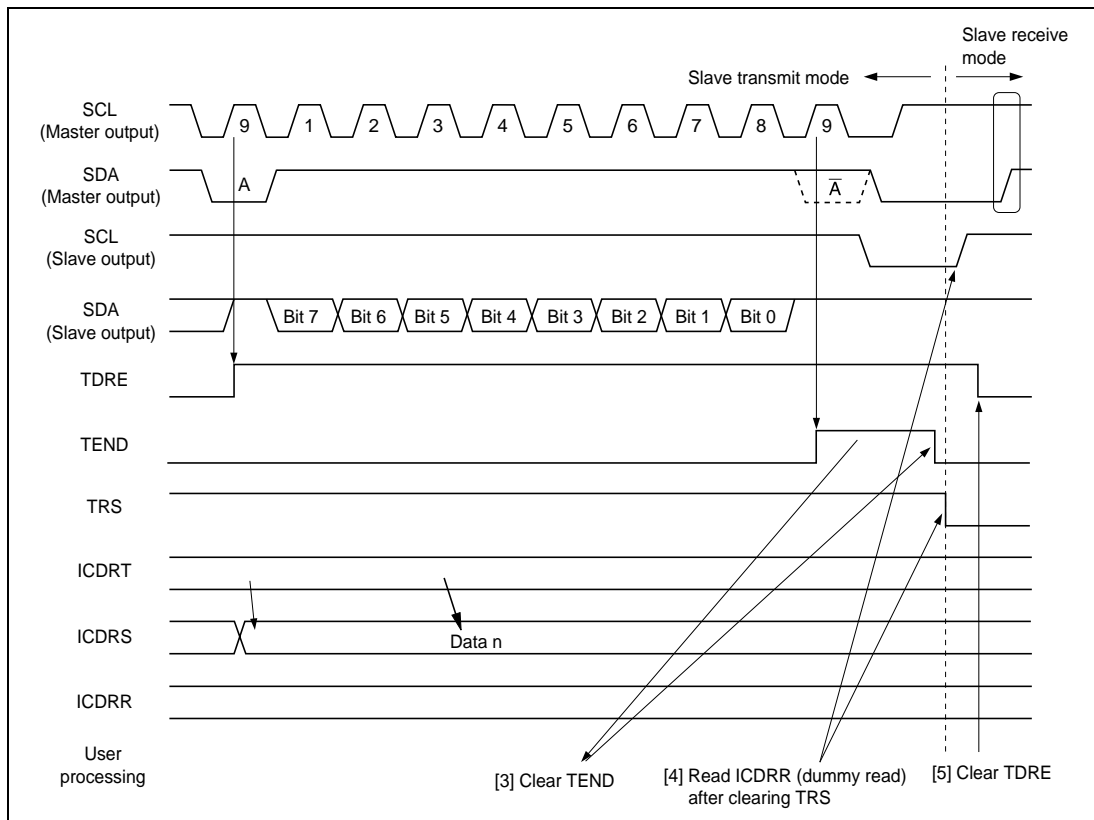 Slave receive
mode
Slave transmit mode
SCL
(Master output)
9 1 2 3 4 5 6 7 8 9
SDA
(Master output)
A A̅
SCL
(Slave output)
SDA
(Slave output)
Bit 7 Bit 6 Bit 5 Bit 4 Bit 3 Bit 2 Bit 1 Bit 0
TDRE
TEND
TRS
ICDRT
ICDRS
Data n
ICDRR
User
processing
[3] Clear TEND
[4] Read ICDRR (dummy read)
after clearing TRS
[5] Clear TDRE